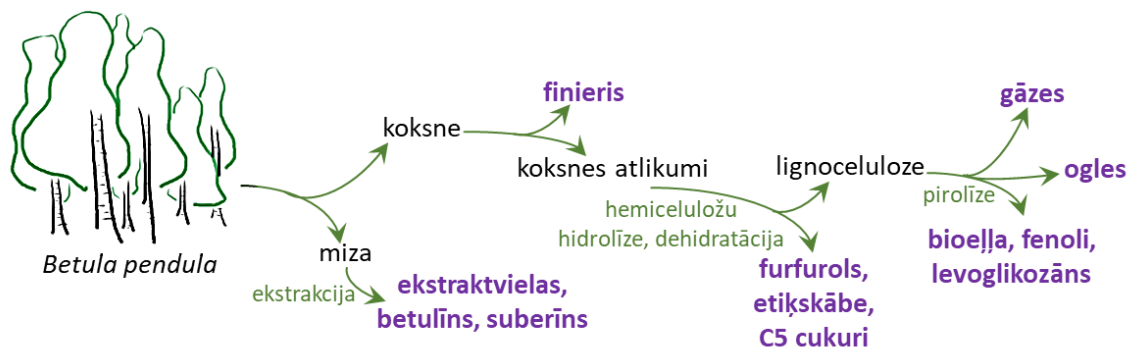 Betula pendula
koksne
miza
ekstrakcija
ekstraktvielas,
betulīns, suberīns
finieris
koksnes atlikumi
hemiceluložu
hidrolīze, dehidratācija
furfurols,
etiķskābe,
C5 cukuri
lignoceluloze
pirolīze
gāzes
ogles
bioeļļa, fenoli,
levoglikozāns